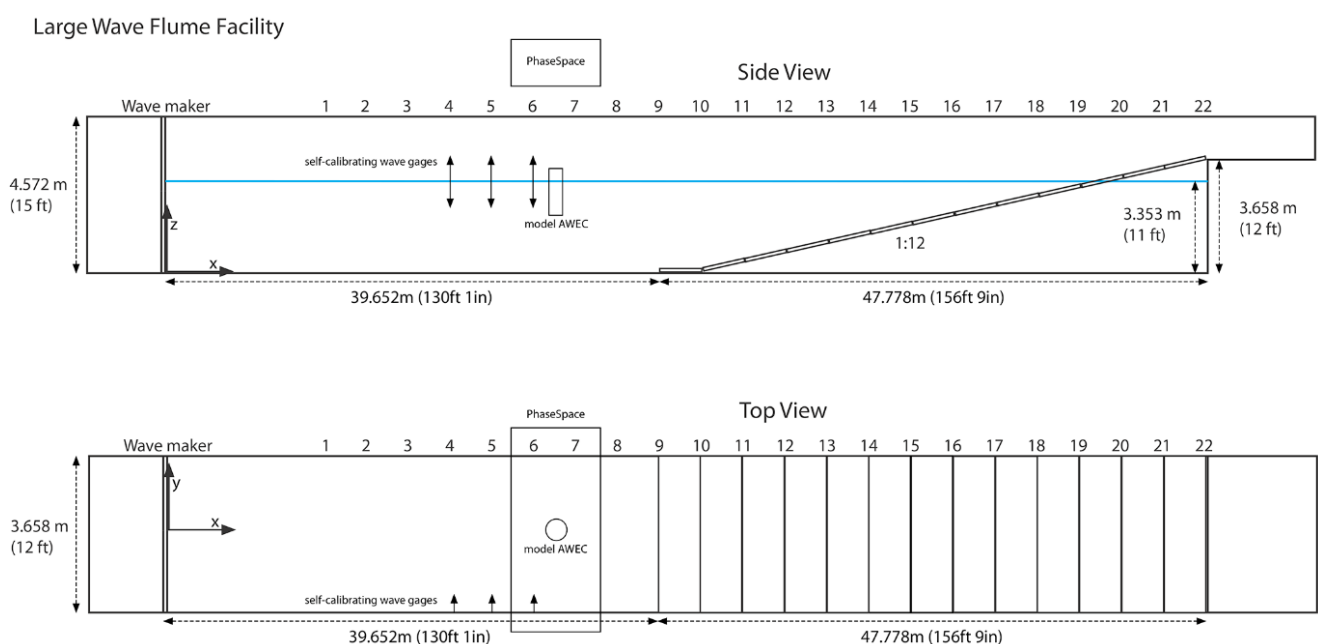 Large Wave Flume Facility
PhaseSpace
Side View
Wave maker 1 2 3 4 5 6 7 8 9 10 11 12 13 14 15 16 17 18 19 20 21 22
self-calibrating wave gages
4.572 m
(15 ft)
z
x
model AWEC
1:12
3.353 m
(11 ft)
3.658 m
(12 ft)
39.652m (130ft 1in) 47.778m (156ft 9in)
Top View
PhaseSpace
Wave maker 1 2 3 4 5 6 7 8 9 10 11 12 13 14 15 16 17 18 19 20 21 22
y
x
3.658 m
(12 ft)
model AWEC
self-calibrating wave gages
39.652m (130ft 1in) 47.778m (156ft 9in)